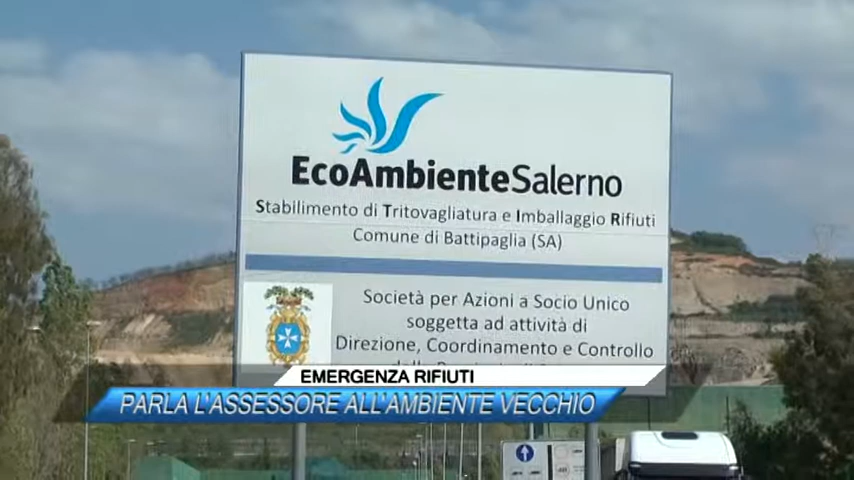 EcoAmbienteSalerno
Stabilimento di Tritovagliatura e Imballaggio Rifiuti
Comune di Battipaglia (SA)
Società per Azioni a Socio Unico
soggetta ad attività di
Direzione, Coordinamento e Controllo
EMERGENZA RIFIUTI
PARLA L'ASSESSORE ALL'AMBIENTE VECCHIO